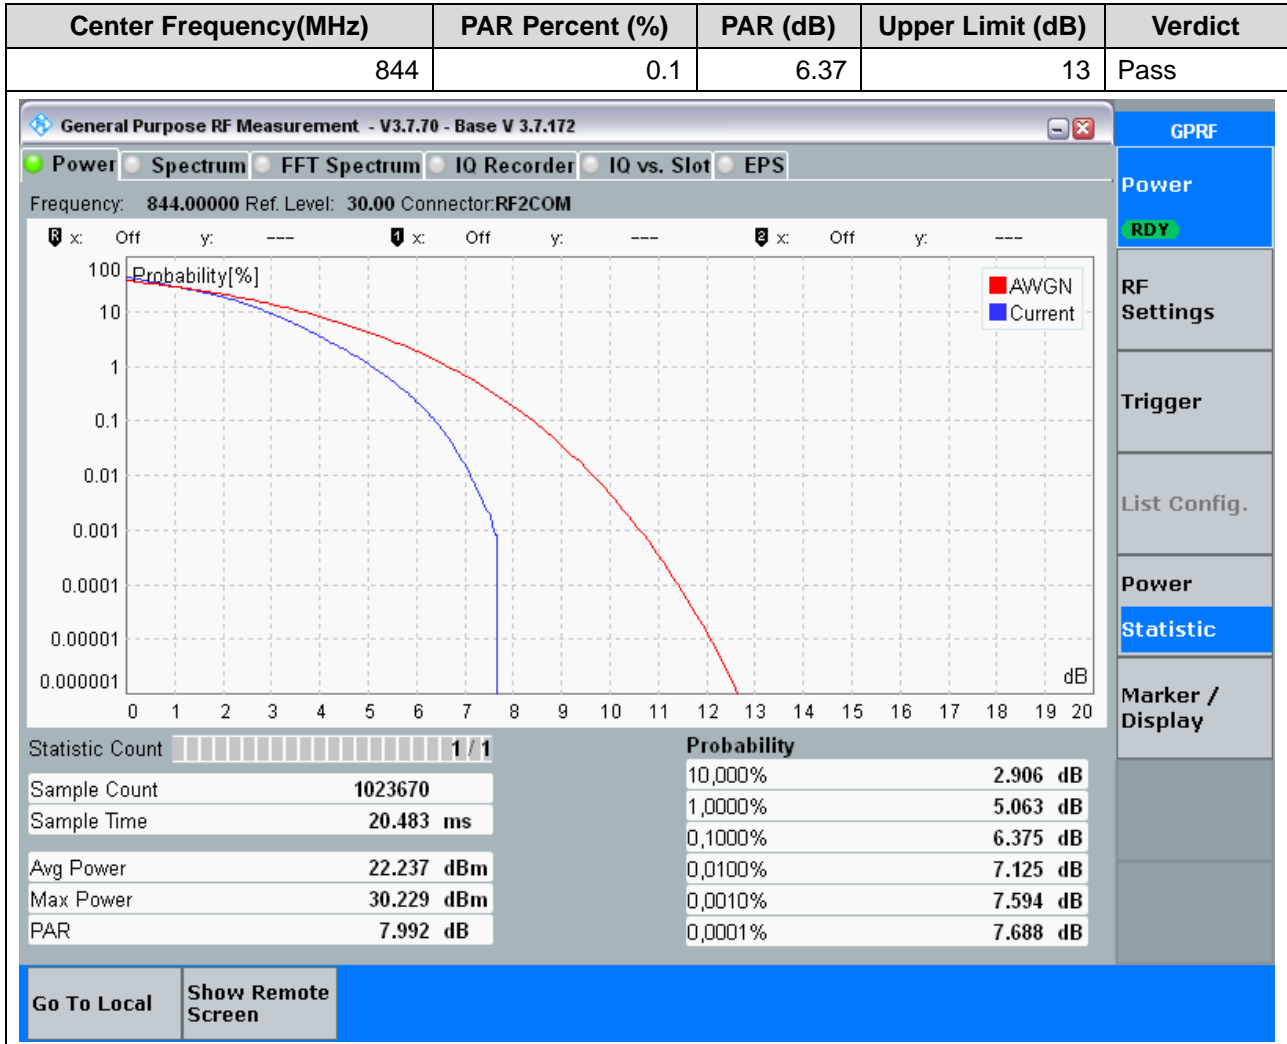 Center Frequency(MHz) PAR Percent (%) PAR (dB) Upper Limit (dB) Verdict
844 0.1 6.37 13 Pass
General Purpose RF Measurement - V3.7.70 - Base V 3.7.172
GPRF
Power Spectrum FFT Spectrum IQ Recorder IQ vs. Slot EPS
Frequency: 844.00000 Ref. Level: 30.00 Connector:RF2COM
R x: Off y: --- 1 x: Off y: --- 2 x: Off y: ---
Probability[%]
AWGN
Current
100
10
1
0.1
0.01
0.001
0.0001
0.00001
0.000001
dB
0 1 2 3 4 5 6 7 8 9 10 11 12 13 14 15 16 17 18 19 20
Statistic Count 1 / 1
Sample Count 1023670
Sample Time 20.483 ms
Avg Power 22.237 dBm
Max Power 30.229 dBm
PAR 7.992 dB
Probability
10,000% 2.906 dB
1,0000% 5.063 dB
0,1000% 6.375 dB
0,0100% 7.125 dB
0,0010% 7.594 dB
0,0001% 7.688 dB
Power
RDY
RF
Settings
Trigger
List Config.
Power
Statistic
Marker /
Display
Go To Local
Show Remote
Screen